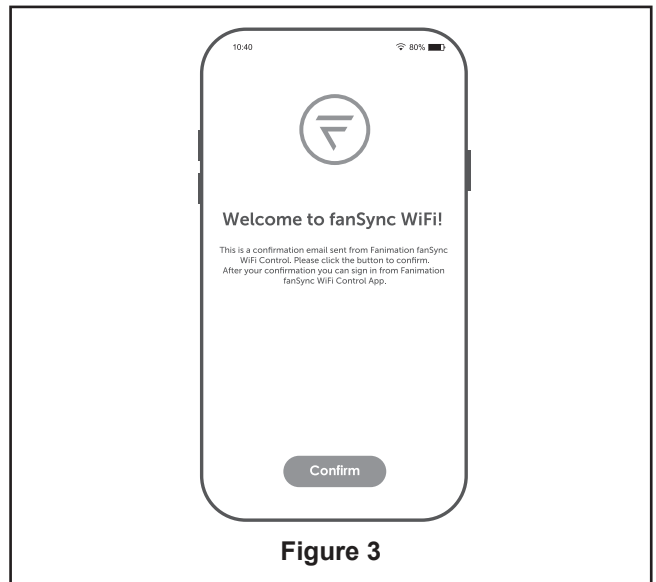 10:40 80%
Welcome to fanSync WiFi!
This is a confirmation email sent from Fanimation fanSync
WiFi Control. Please click the button to confirm.
After your confirmation you can sign in from Fanimation
fanSync WiFi Control App.
Confirm
Figure 3